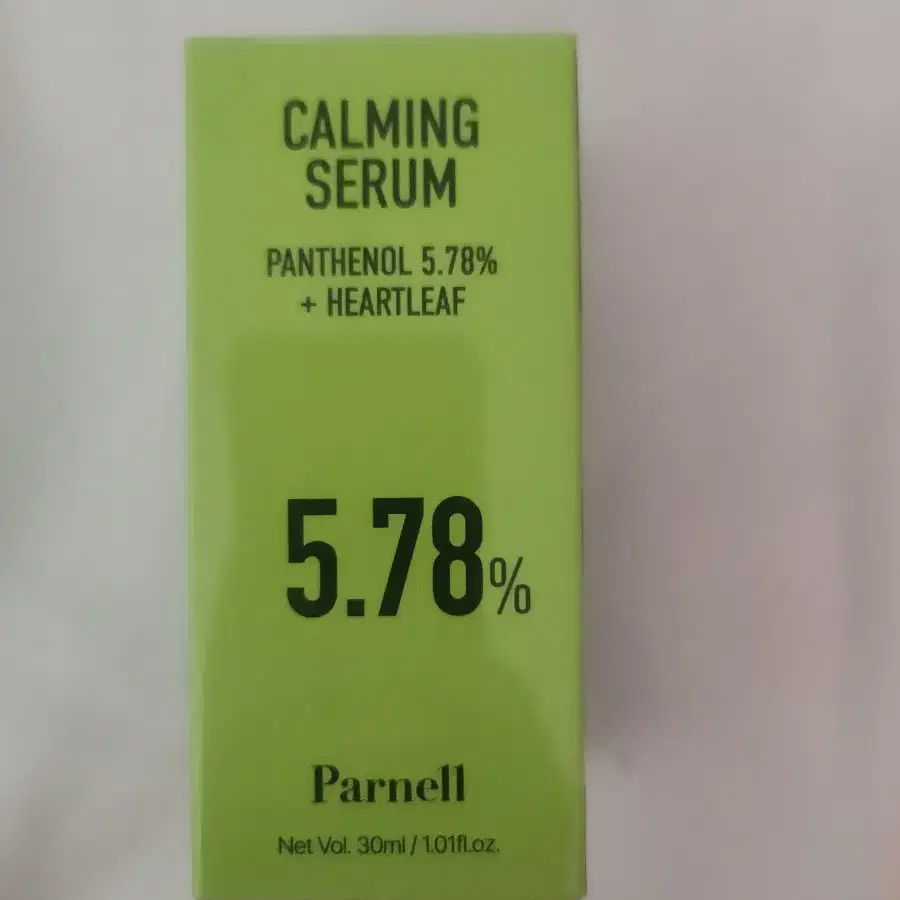 CALMING
SERUM
PANTHENOL 5.78%
+ HEARTLEAF
5.78%
Parnell
Net Vol. 30ml / 1.01fl.oz.